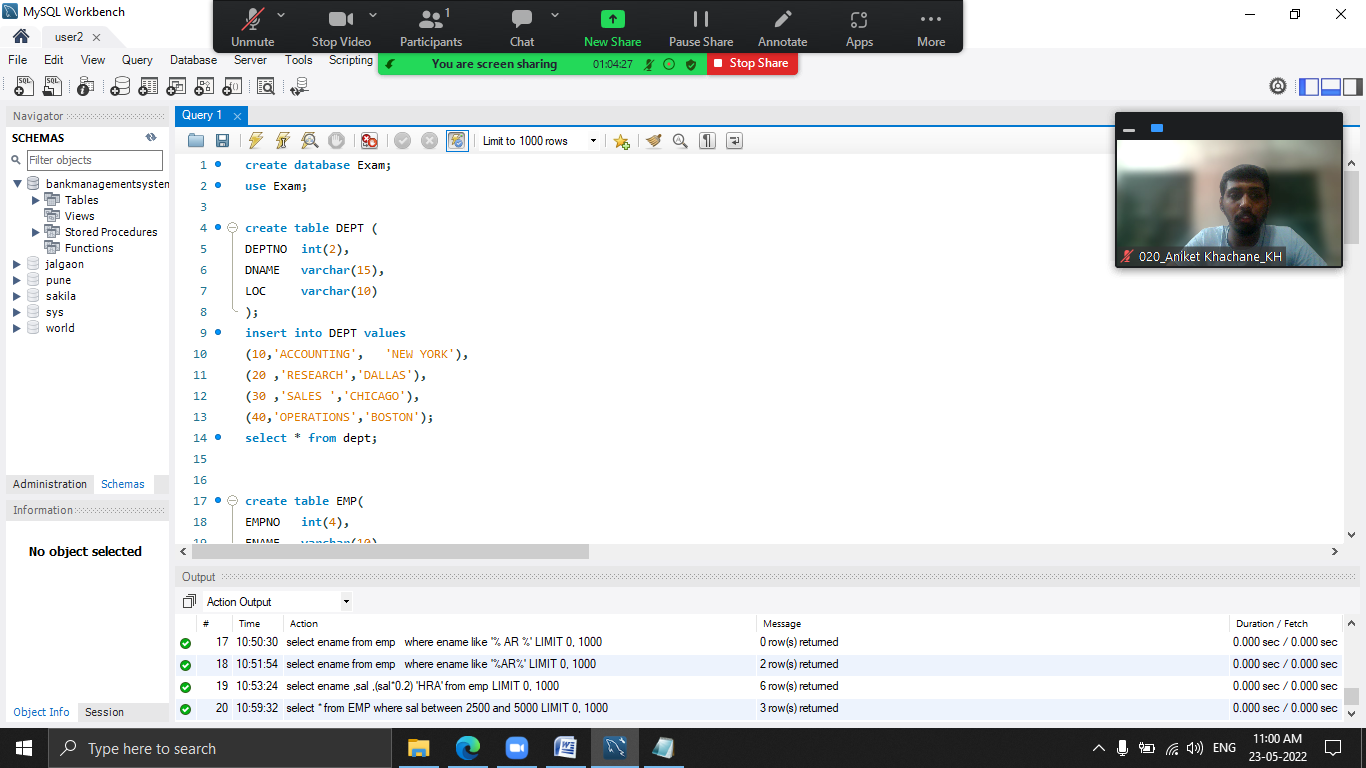 MySQL Workbench
user2
File Edit View Query Database Server Tools Scripting
Unmute Stop Video Participants 1 Chat New Share Pause Share Annotate Apps More
You are screen sharing 01:04:27 Stop Share
Navigator
SCHEMAS
Filter objects
bankmanagementsystem
Tables
Views
Stored Procedures
Functions
jalgaon
pune
sakila
sys
world
Administration Schemas
Information
No object selected
Object Info Session
Query 1
Limit to 1000 rows
1 create database Exam;
2 use Exam;
3
4 create table DEPT (
5 DEPTNO int(2),
6 DNAME varchar(15),
7 LOC varchar(10)
8 );
9 insert into DEPT values
10 (10,'ACCOUNTING', 'NEW YORK'),
11 (20 ,'RESEARCH','DALLAS'),
12 (30 ,'SALES ','CHICAGO'),
13 (40,'OPERATIONS','BOSTON');
14 select * from dept;
15
16
17 create table EMP(
18 EMPNO int(4),
19 ENAME varchar(10)
020_Aniket Khachane_KH
Output
Action Output
# Time Action Message Duration / Fetch
17 10:50:30 select ename from emp where ename like '% AR %' LIMIT 0, 1000 0 row(s) returned 0.000 sec / 0.000 sec
18 10:51:54 select ename from emp where ename like '%AR%' LIMIT 0, 1000 2 row(s) returned 0.000 sec / 0.000 sec
19 10:53:24 select ename ,sal ,(sal*0.2) 'HRA' from emp LIMIT 0, 1000 6 row(s) returned 0.000 sec / 0.000 sec
20 10:59:32 select * from EMP where sal between 2500 and 5000 LIMIT 0, 1000 3 row(s) returned 0.000 sec / 0.000 sec
Type here to search
ENG
11:00 AM
23-05-2022